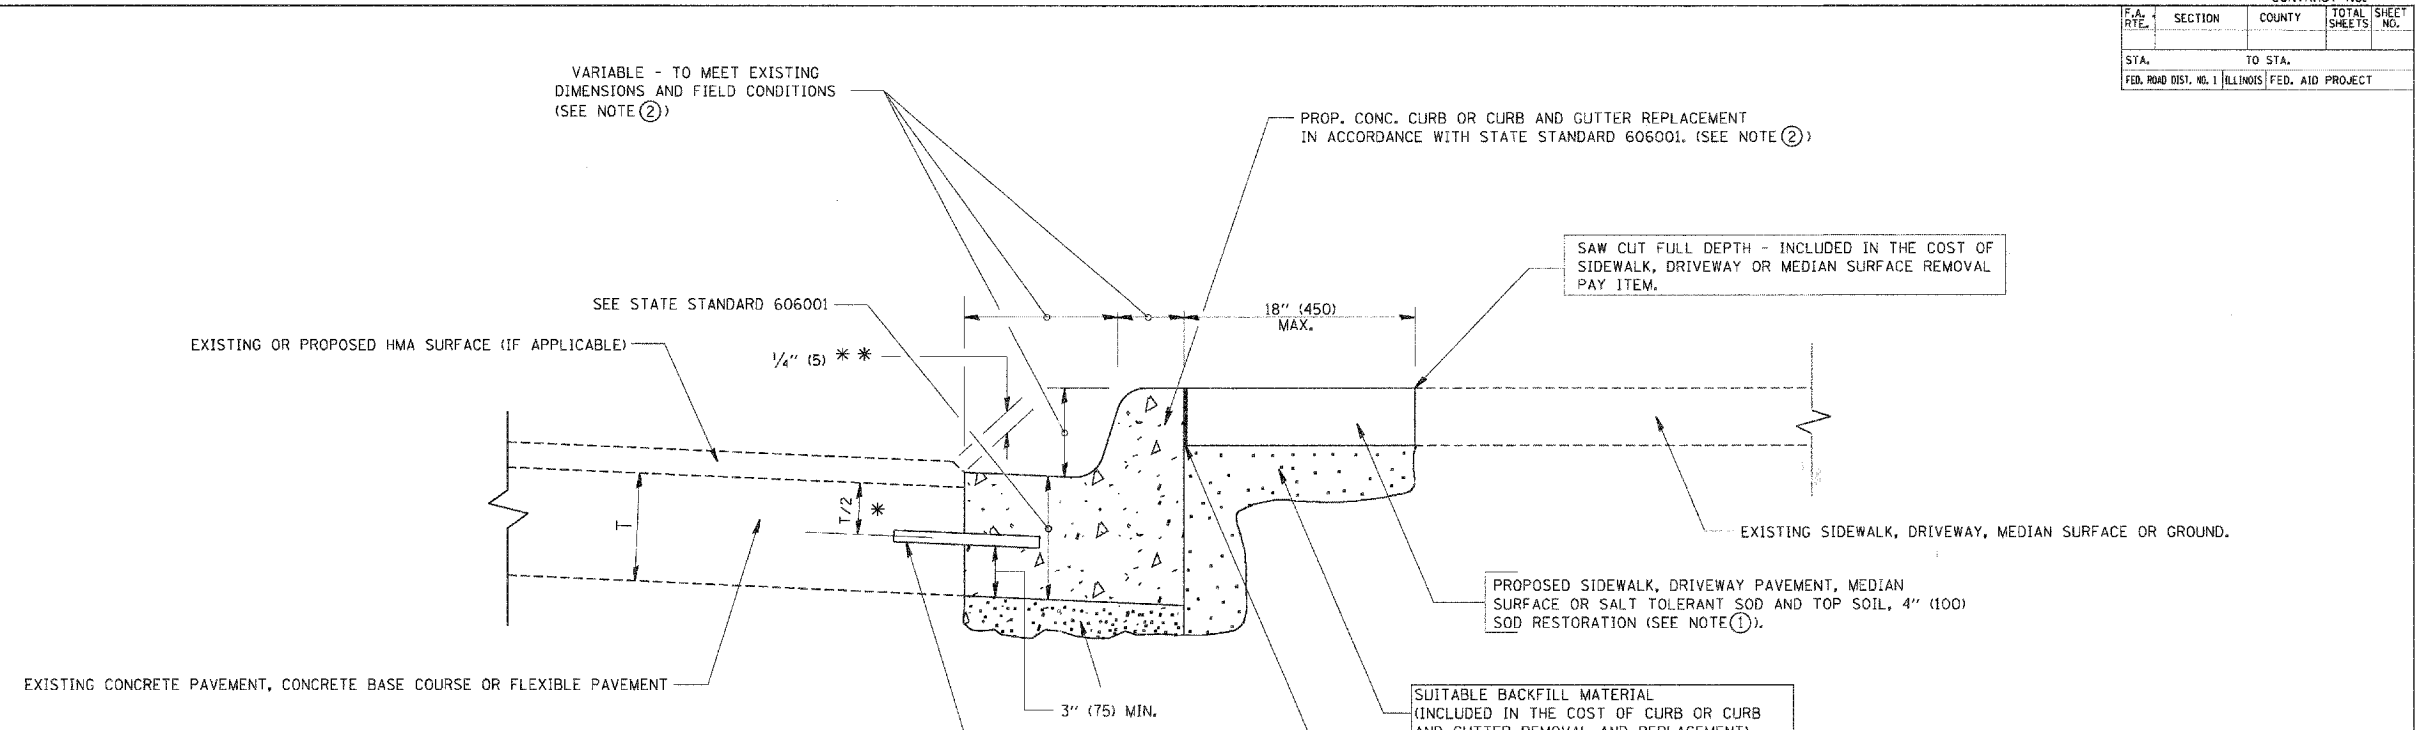 F.A. RTE. SECTION COUNTY TOTAL SHEETS SHEET NO.
STA. TO STA.
FED. ROAD DIST. NO. 1 ILLINOIS FED. AID PROJECT
VARIABLE - TO MEET EXISTING
DIMENSIONS AND FIELD CONDITIONS
(SEE NOTE 2)
PROP. CONC. CURB OR CURB AND GUTTER REPLACEMENT
IN ACCORDANCE WITH STATE STANDARD 606001. (SEE NOTE 2)
SAW CUT FULL DEPTH - INCLUDED IN THE COST OF
SIDEWALK, DRIVEWAY OR MEDIAN SURFACE REMOVAL
PAY ITEM.
SEE STATE STANDARD 606001
18" (450)
MAX.
EXISTING OR PROPOSED HMA SURFACE (IF APPLICABLE)
1/4" (5) * *
T
T/2 *
EXISTING SIDEWALK, DRIVEWAY, MEDIAN SURFACE OR GROUND.
PROPOSED SIDEWALK, DRIVEWAY PAVEMENT, MEDIAN
SURFACE OR SALT TOLERANT SOD AND TOP SOIL, 4" (100)
SOD RESTORATION (SEE NOTE 1).
EXISTING CONCRETE PAVEMENT, CONCRETE BASE COURSE OR FLEXIBLE PAVEMENT
3" (75) MIN.
SUITABLE BACKFILL MATERIAL
(INCLUDED IN THE COST OF CURB OR CURB
AND GUTTER REMOVAL AND REPLACEMENT)